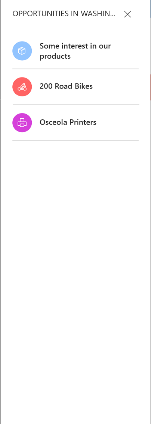 OPPORTUNITIES IN WASHIN...
Some interest in our
products
200 Road Bikes
Osceola Printers